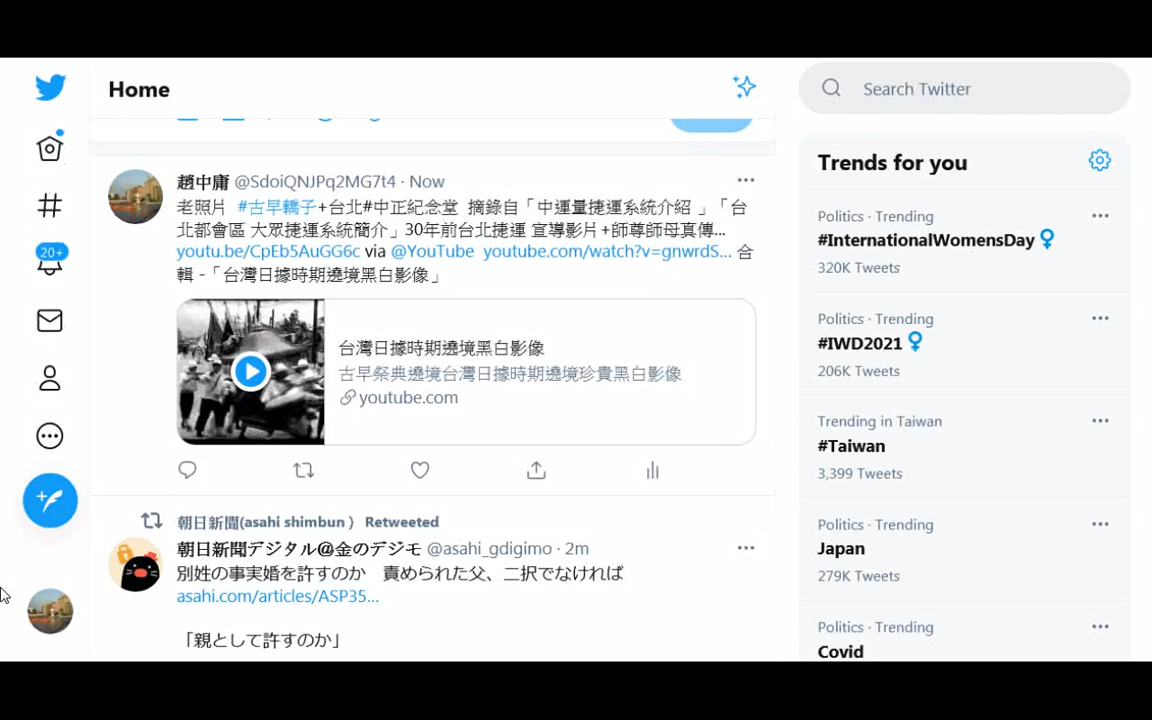 Home
Search Twitter
趙中庸 @SdoiQNJPq2MG7t4 · Now
老照片 #古早轎子+台北#中正紀念堂 摘錄自「中運量捷運系統介紹 」「台
北都會區 大眾捷運系統簡介」30年前台北捷運 宣導影片+師尊師母真傳...
youtu.be/CpEb5AuGG6c via @YouTube youtube.com/watch?v=gnwrdS... 合
輯 -「台灣日據時期遶境黑白影像」
台灣日據時期遶境黑白影像
古早祭典遶境台灣日據時期遶境珍貴黑白影像
youtube.com
朝日新聞(asahi shimbun） Retweeted
朝日新聞デジタル@金のデジモ @asahi_gdigimo · 2m
別姓の事実婚を許すのか　責められた父、二択でなければ
asahi.com/articles/ASP35...
「親として許すのか」
20+
Trends for you
Politics · Trending
#InternationalWomensDay
320K Tweets
Politics · Trending
#IWD2021
206K Tweets
Trending in Taiwan
#Taiwan
3,399 Tweets
Politics · Trending
Japan
279K Tweets
Politics · Trending
Covid